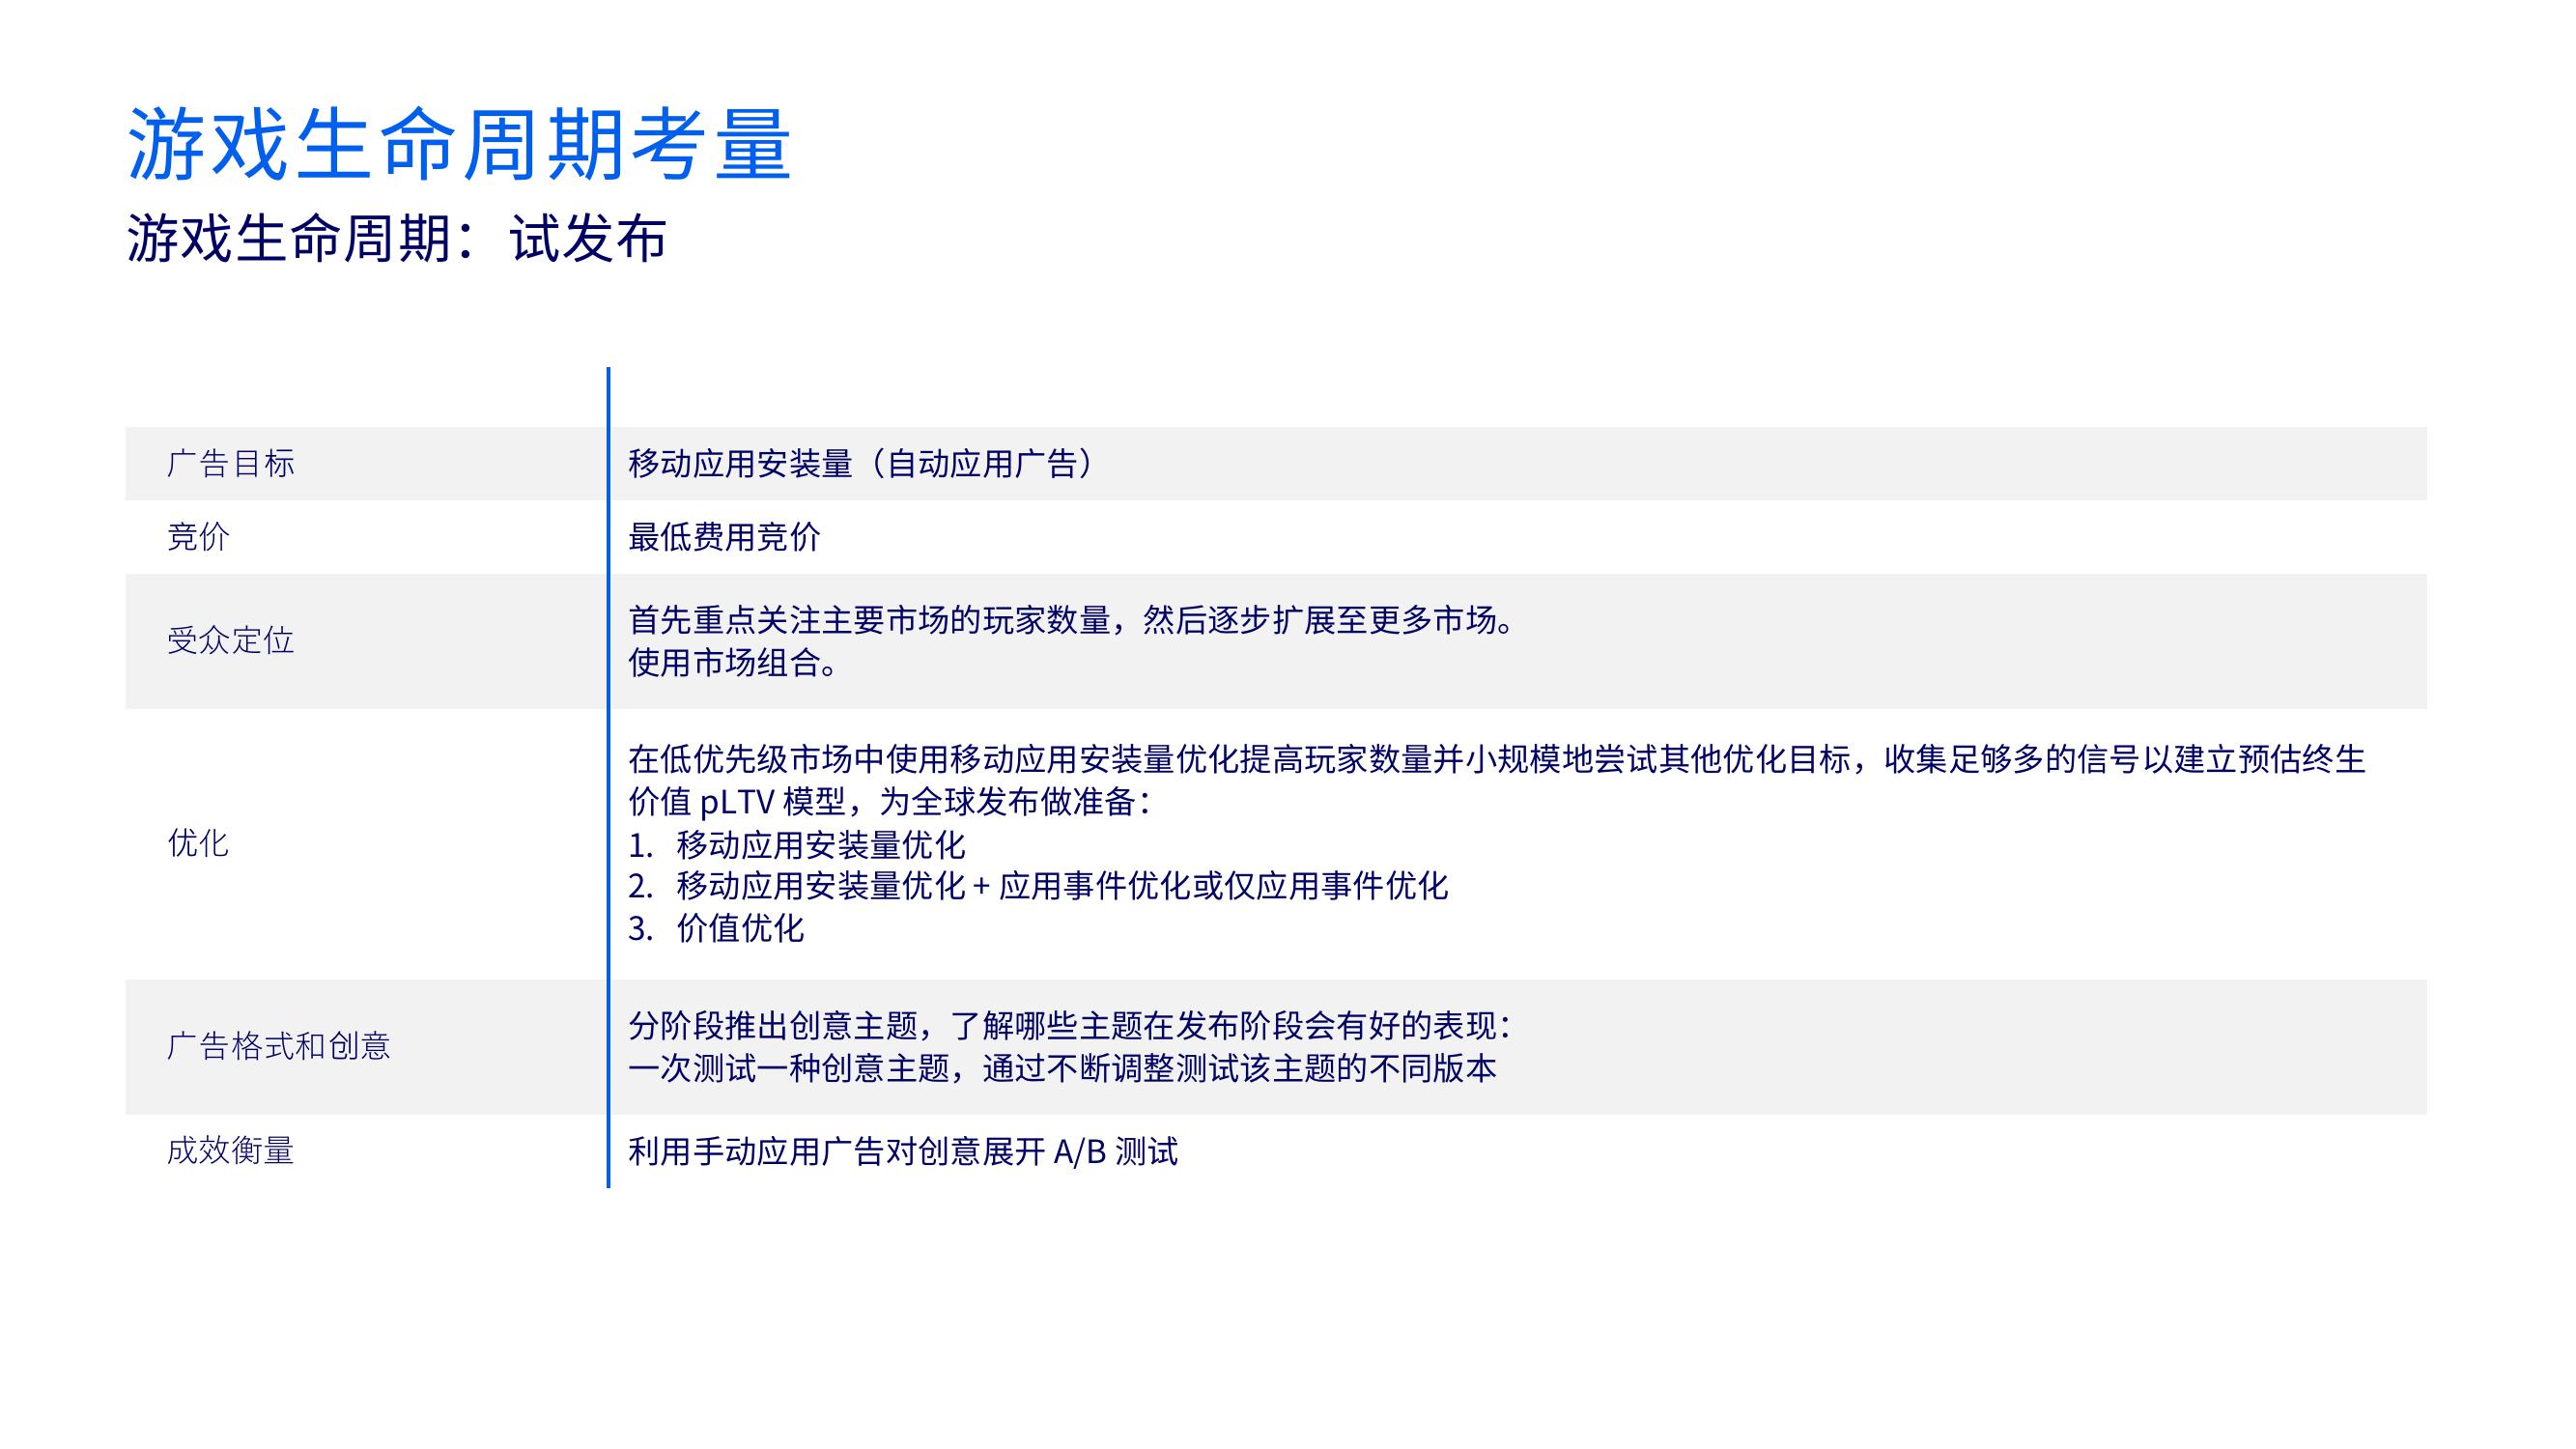 游戏生命周期考量
游戏生命周期：试发布
广告目标
移动应用安装量（自动应用广告）
竞价
最低费用竞价
受众定位
首先重点关注主要市场的玩家数量，然后逐步扩展至更多市场。
使用市场组合。
优化
在低优先级市场中使用移动应用安装量优化提高玩家数量并小规模地尝试其他优化目标，收集足够多的信号以建立预估终生
价值 pLTV 模型，为全球发布做准备：
1. 移动应用安装量优化
2. 移动应用安装量优化 + 应用事件优化或仅应用事件优化
3. 价值优化
广告格式和创意
分阶段推出创意主题，了解哪些主题在发布阶段会有好的表现：
一次测试一种创意主题，通过不断调整测试该主题的不同版本
成效衡量
利用手动应用广告对创意展开 A/B 测试